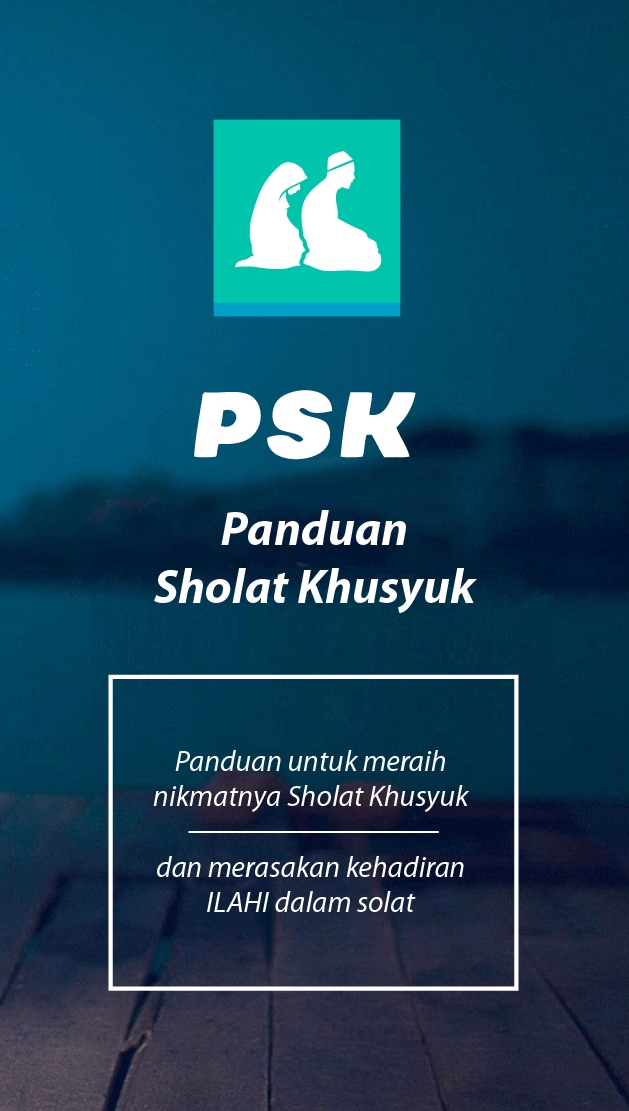 PSK
Panduan
Sholat Khusyuk
Panduan untuk meraih
nikmatnya Sholat Khusyuk
dan merasakan kehadiran
ILAHI dalam solat